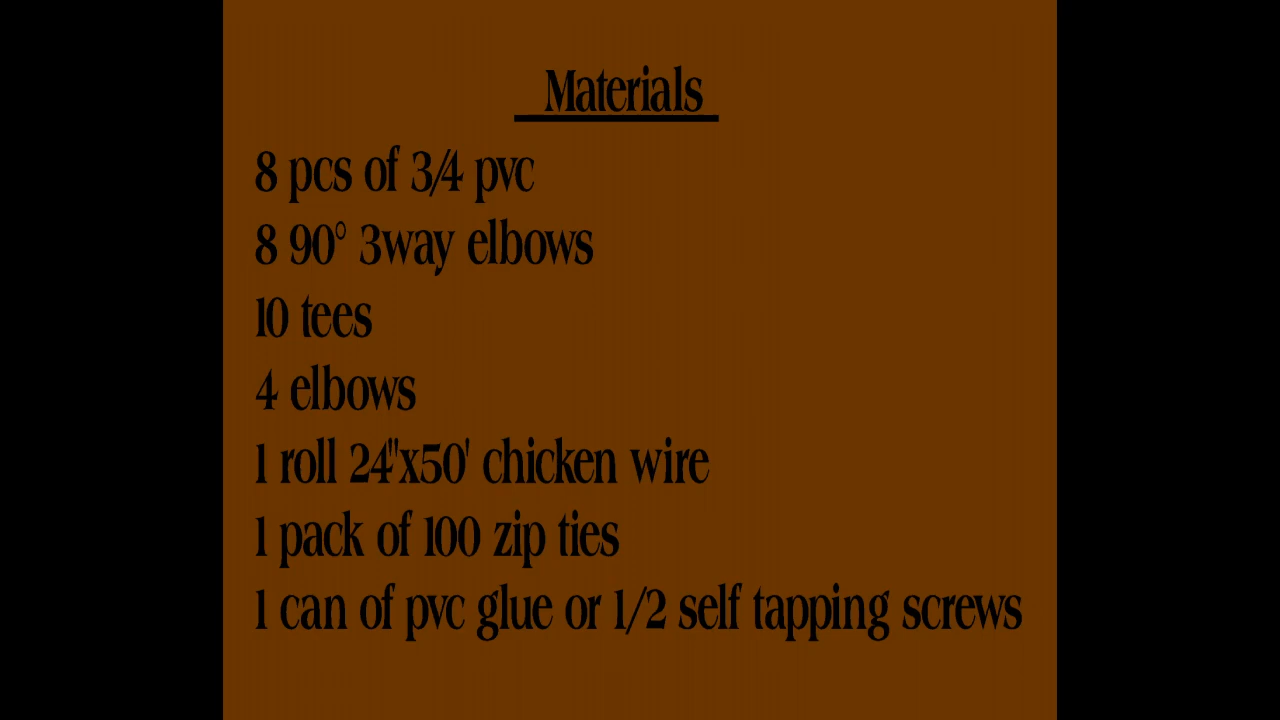 Materials
8 pcs of 3/4 pvc
8 90° 3way elbows
10 tees
4 elbows
1 roll 24"x50' chicken wire
1 pack of 100 zip ties
1 can of pvc glue or 1/2 self tapping screws